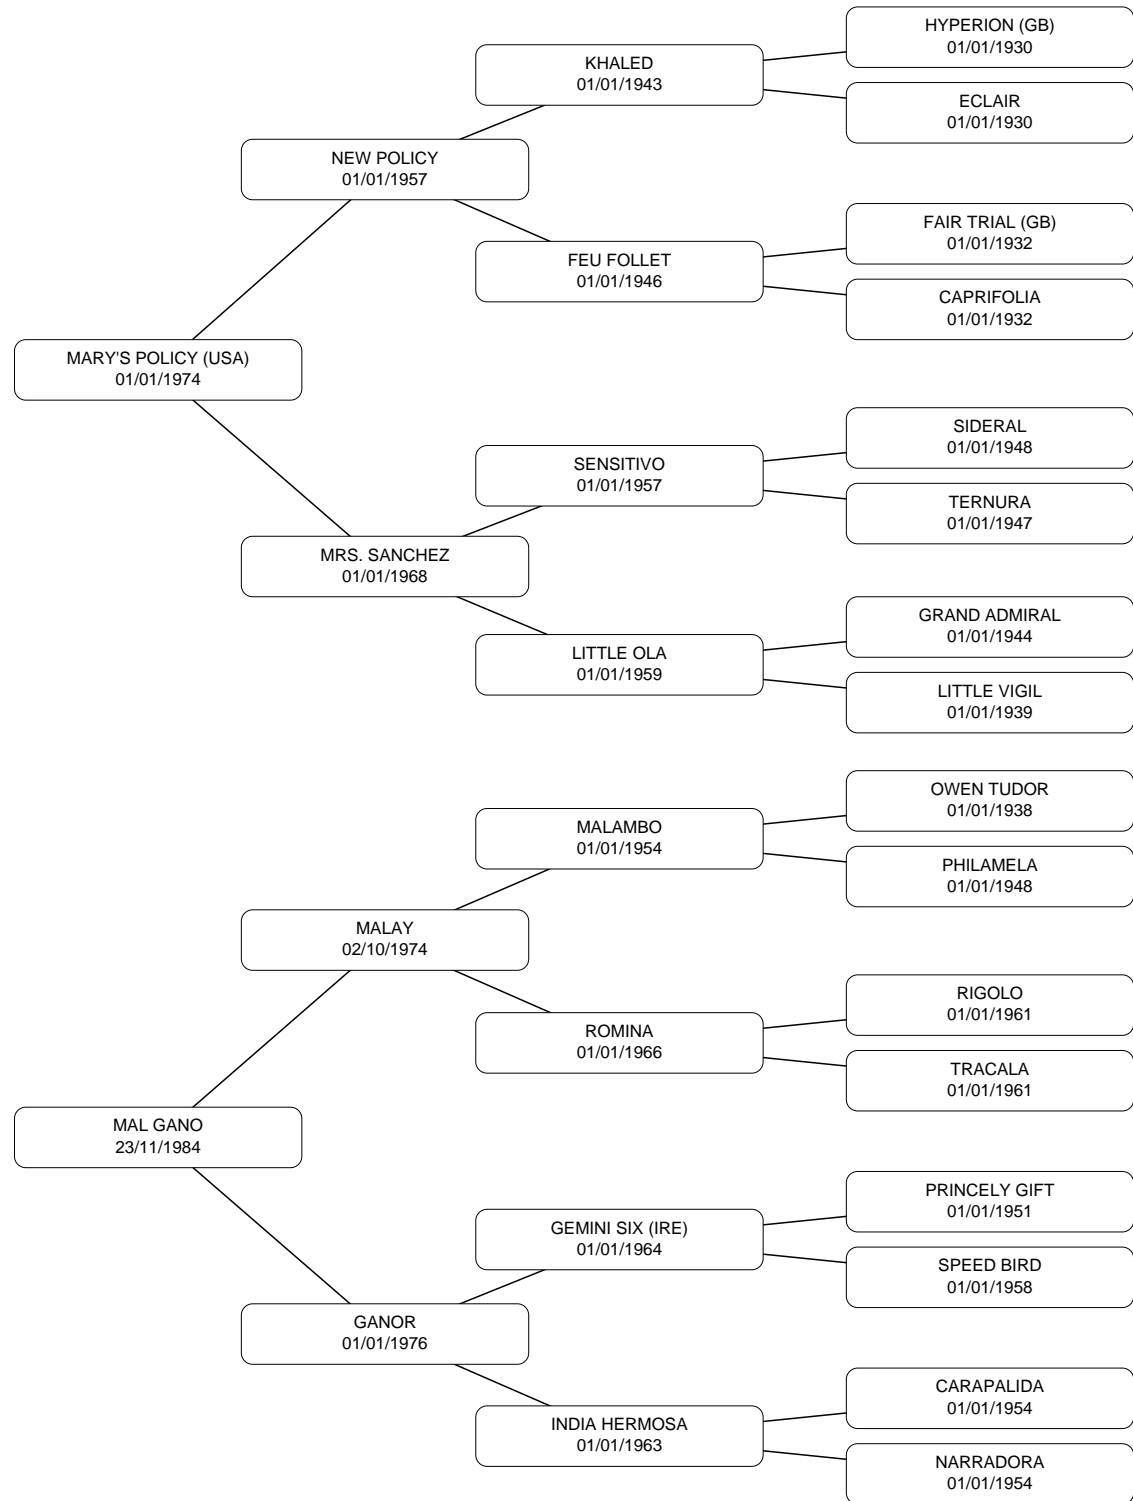 HYPERION (GB)
01/01/1930
KHALED
01/01/1943
ECLAIR
01/01/1930
NEW POLICY
01/01/1957
FAIR TRIAL (GB)
01/01/1932
FEU FOLLET
01/01/1946
CAPRIFOLIA
01/01/1932
MARY'S POLICY (USA)
01/01/1974
SIDERAL
01/01/1948
SENSITIVO
01/01/1957
TERNURA
01/01/1947
MRS. SANCHEZ
01/01/1968
GRAND ADMIRAL
01/01/1944
LITTLE OLA
01/01/1959
LITTLE VIGIL
01/01/1939
OWEN TUDOR
01/01/1938
MALAMBO
01/01/1954
PHILAMELA
01/01/1948
MALAY
02/10/1974
RIGOLO
01/01/1961
ROMINA
01/01/1966
TRACALA
01/01/1961
MAL GANO
23/11/1984
PRINCELY GIFT
01/01/1951
GEMINI SIX (IRE)
01/01/1964
SPEED BIRD
01/01/1958
GANOR
01/01/1976
CARAPALIDA
01/01/1954
INDIA HERMOSA
01/01/1963
NARRADORA
01/01/1954